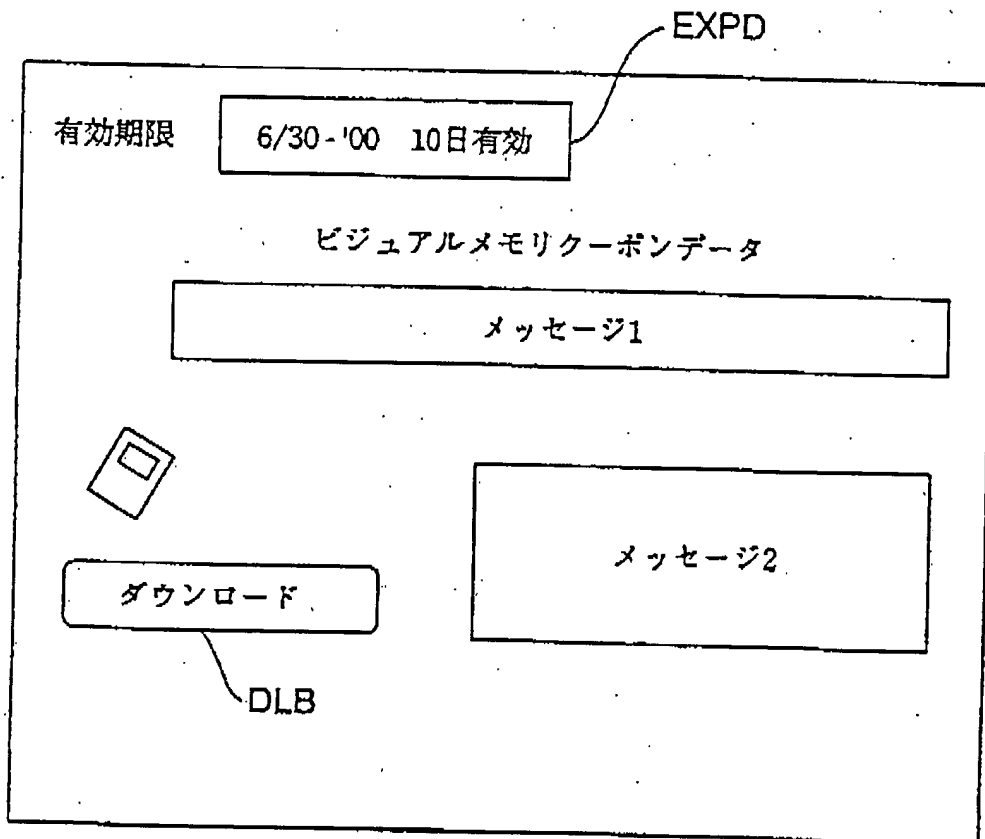 EXPD
有効期限 6/30-'00 10日有効
ビジュアルメモリクーポンデータ
メッセージ1
メッセージ2
ダウンロード
DLB